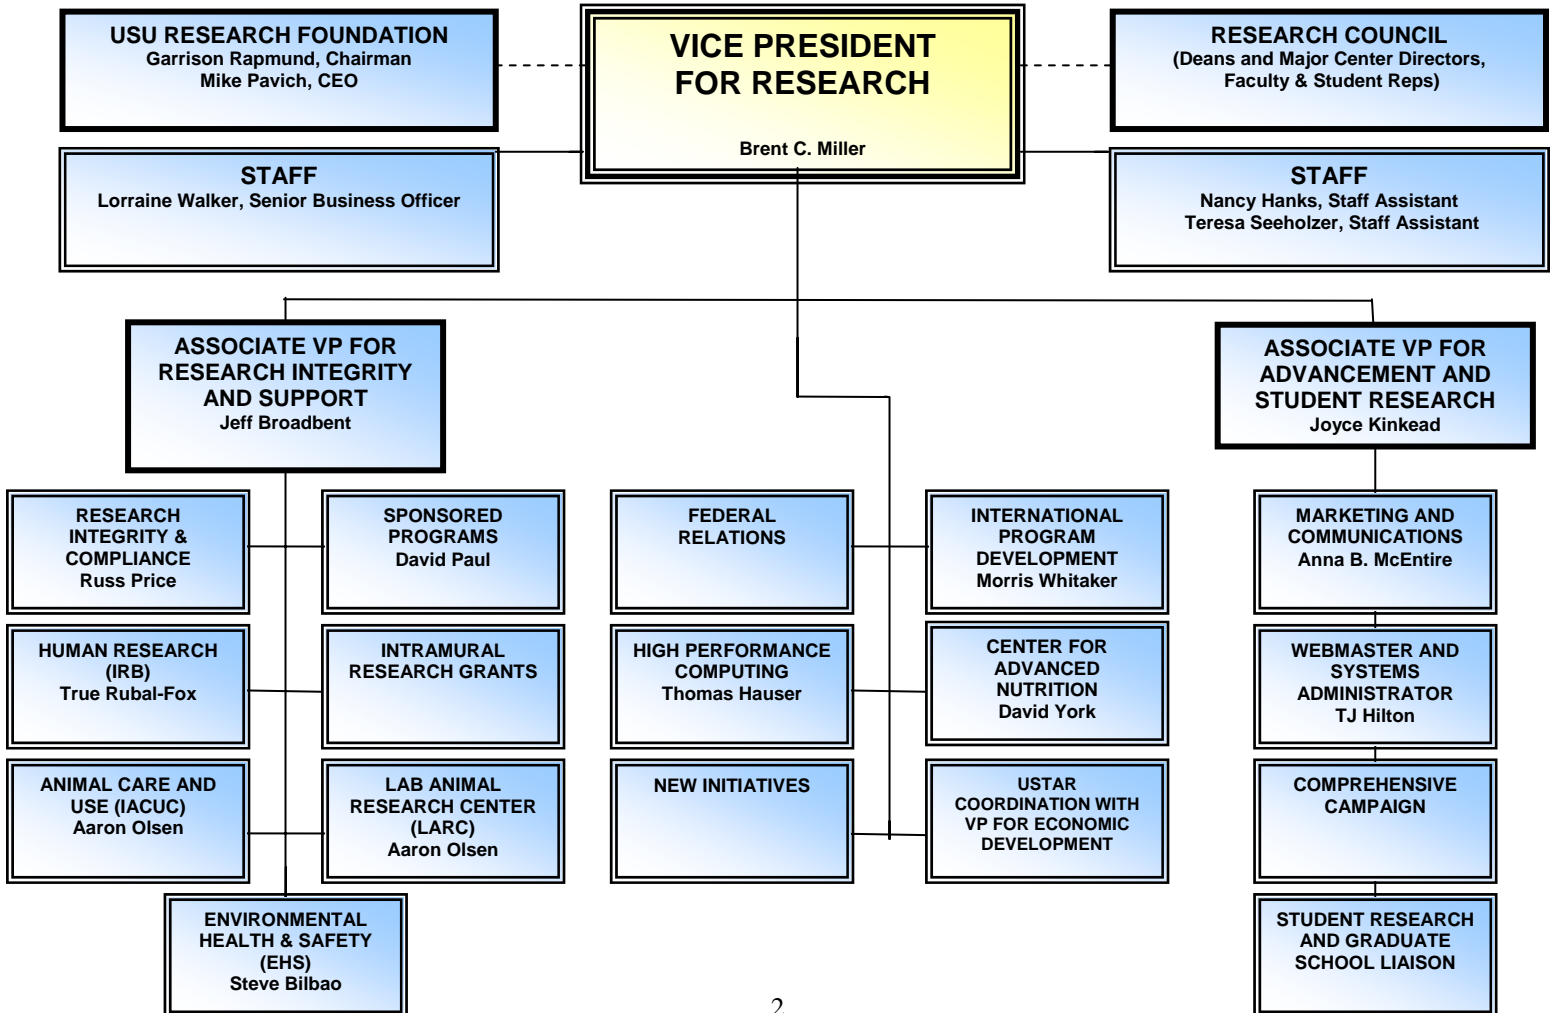 USU RESEARCH FOUNDATION
Garrison Rapmund, Chairman
Mike Pavich, CEO
VICE PRESIDENT
FOR RESEARCH
Brent C. Miller
RESEARCH COUNCIL
(Deans and Major Center Directors,
Faculty & Student Reps)
STAFF
Lorraine Walker, Senior Business Officer
STAFF
Nancy Hanks, Staff Assistant
Teresa Seeholzer, Staff Assistant
ASSOCIATE VP FOR
RESEARCH INTEGRITY
AND SUPPORT
Jeff Broadbent
ASSOCIATE VP FOR
ADVANCEMENT AND
STUDENT RESEARCH
Joyce Kinkead
RESEARCH
INTEGRITY &
COMPLIANCE
Russ Price
SPONSORED
PROGRAMS
David Paul
FEDERAL
RELATIONS
INTERNATIONAL
PROGRAM
DEVELOPMENT
Morris Whitaker
MARKETING AND
COMMUNICATIONS
Anna B. McEntire
HUMAN RESEARCH
(IRB)
True Rubal-Fox
INTRAMURAL
RESEARCH GRANTS
HIGH PERFORMANCE
COMPUTING
Thomas Hauser
CENTER FOR
ADVANCED
NUTRITION
David York
WEBMASTER AND
SYSTEMS
ADMINISTRATOR
TJ Hilton
ANIMAL CARE AND
USE (IACUC)
Aaron Olsen
LAB ANIMAL
RESEARCH CENTER
(LARC)
Aaron Olsen
NEW INITIATIVES
USTAR
COORDINATION WITH
VP FOR ECONOMIC
DEVELOPMENT
COMPREHENSIVE
CAMPAIGN
ENVIRONMENTAL
HEALTH & SAFETY
(EHS)
Steve Bilbao
STUDENT RESEARCH
AND GRADUATE
SCHOOL LIAISON
2